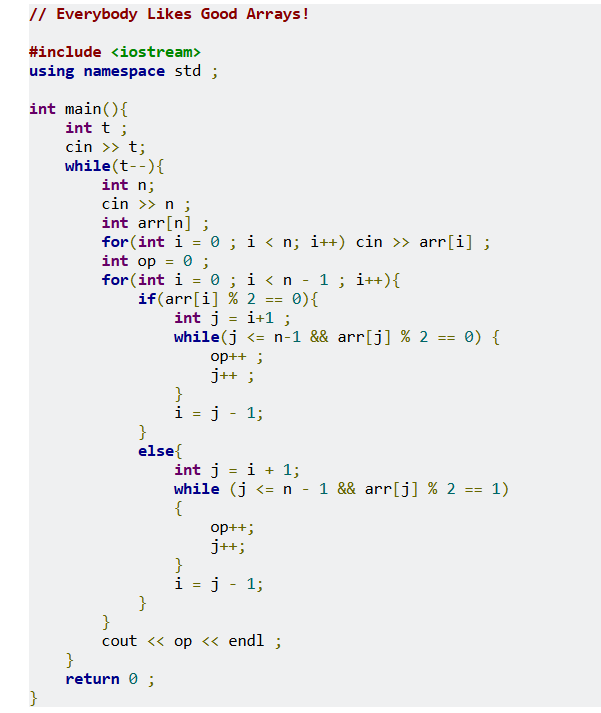 // Everybody Likes Good Arrays!

#include <iostream>
using namespace std ;

int main(){
    int t ;
    cin >> t;
    while(t--){
        int n;
        cin >> n ;
        int arr[n] ;
        for(int i = 0 ; i < n; i++) cin >> arr[i] ;
        int op = 0 ;
        for(int i = 0 ; i < n - 1 ; i++){
            if(arr[i] % 2 == 0){
                int j = i+1 ;
                while(j <= n-1 && arr[j] % 2 == 0) {
                    op++ ;
                    j++ ;
                }
                i = j - 1;
            }
            else{
                int j = i + 1;
                while (j <= n - 1 && arr[j] % 2 == 1)
                {
                    op++;
                    j++;
                }
                i = j - 1;
            }
        }
        cout << op << endl ;
    }
    return 0 ;
}